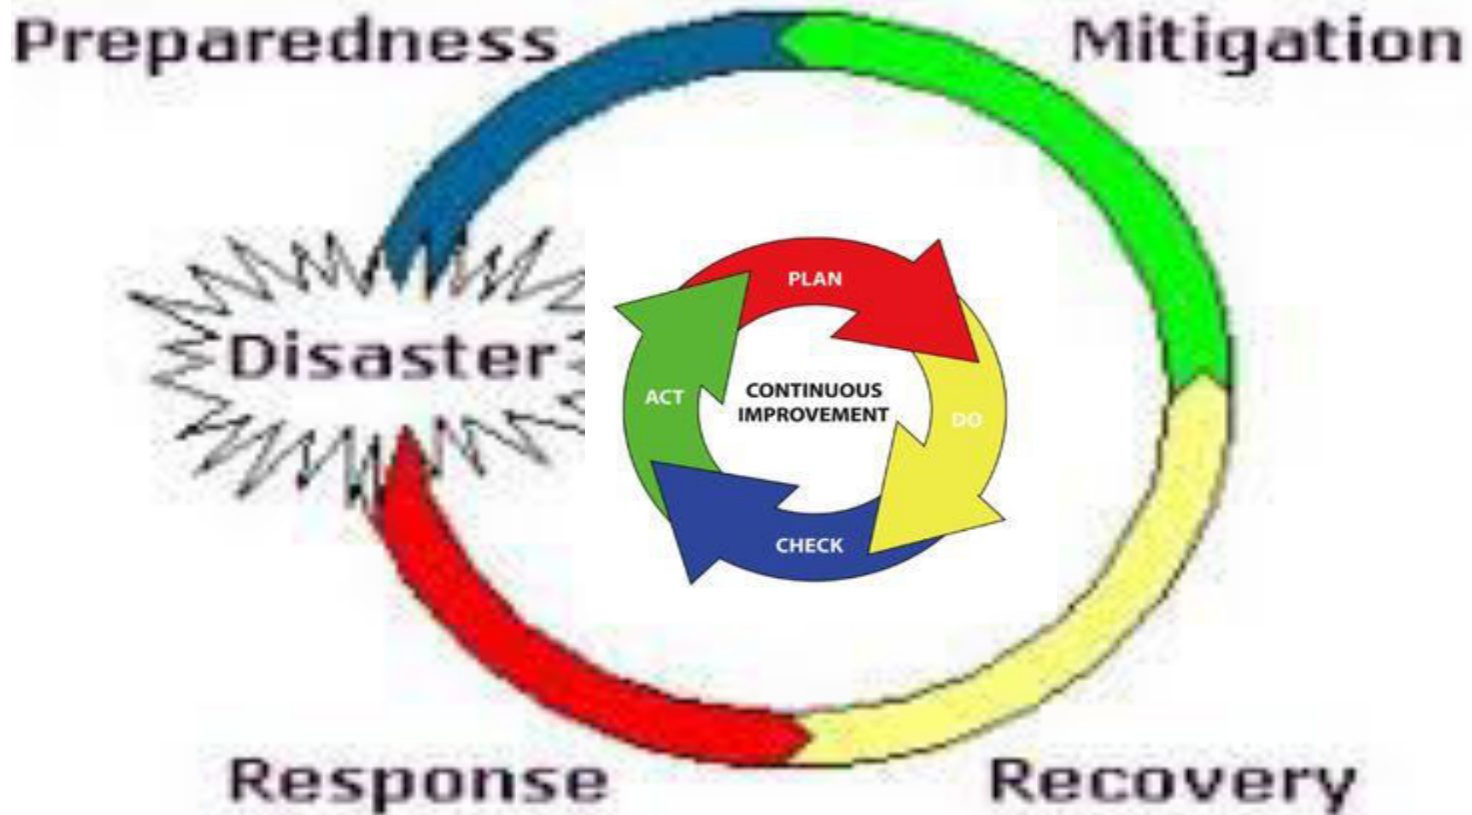 Preparedness
Mitigation
PLAN
Disaster
ACT
CONTINUOUS
IMPROVEMENT
DO
CHECK
Response
Recovery